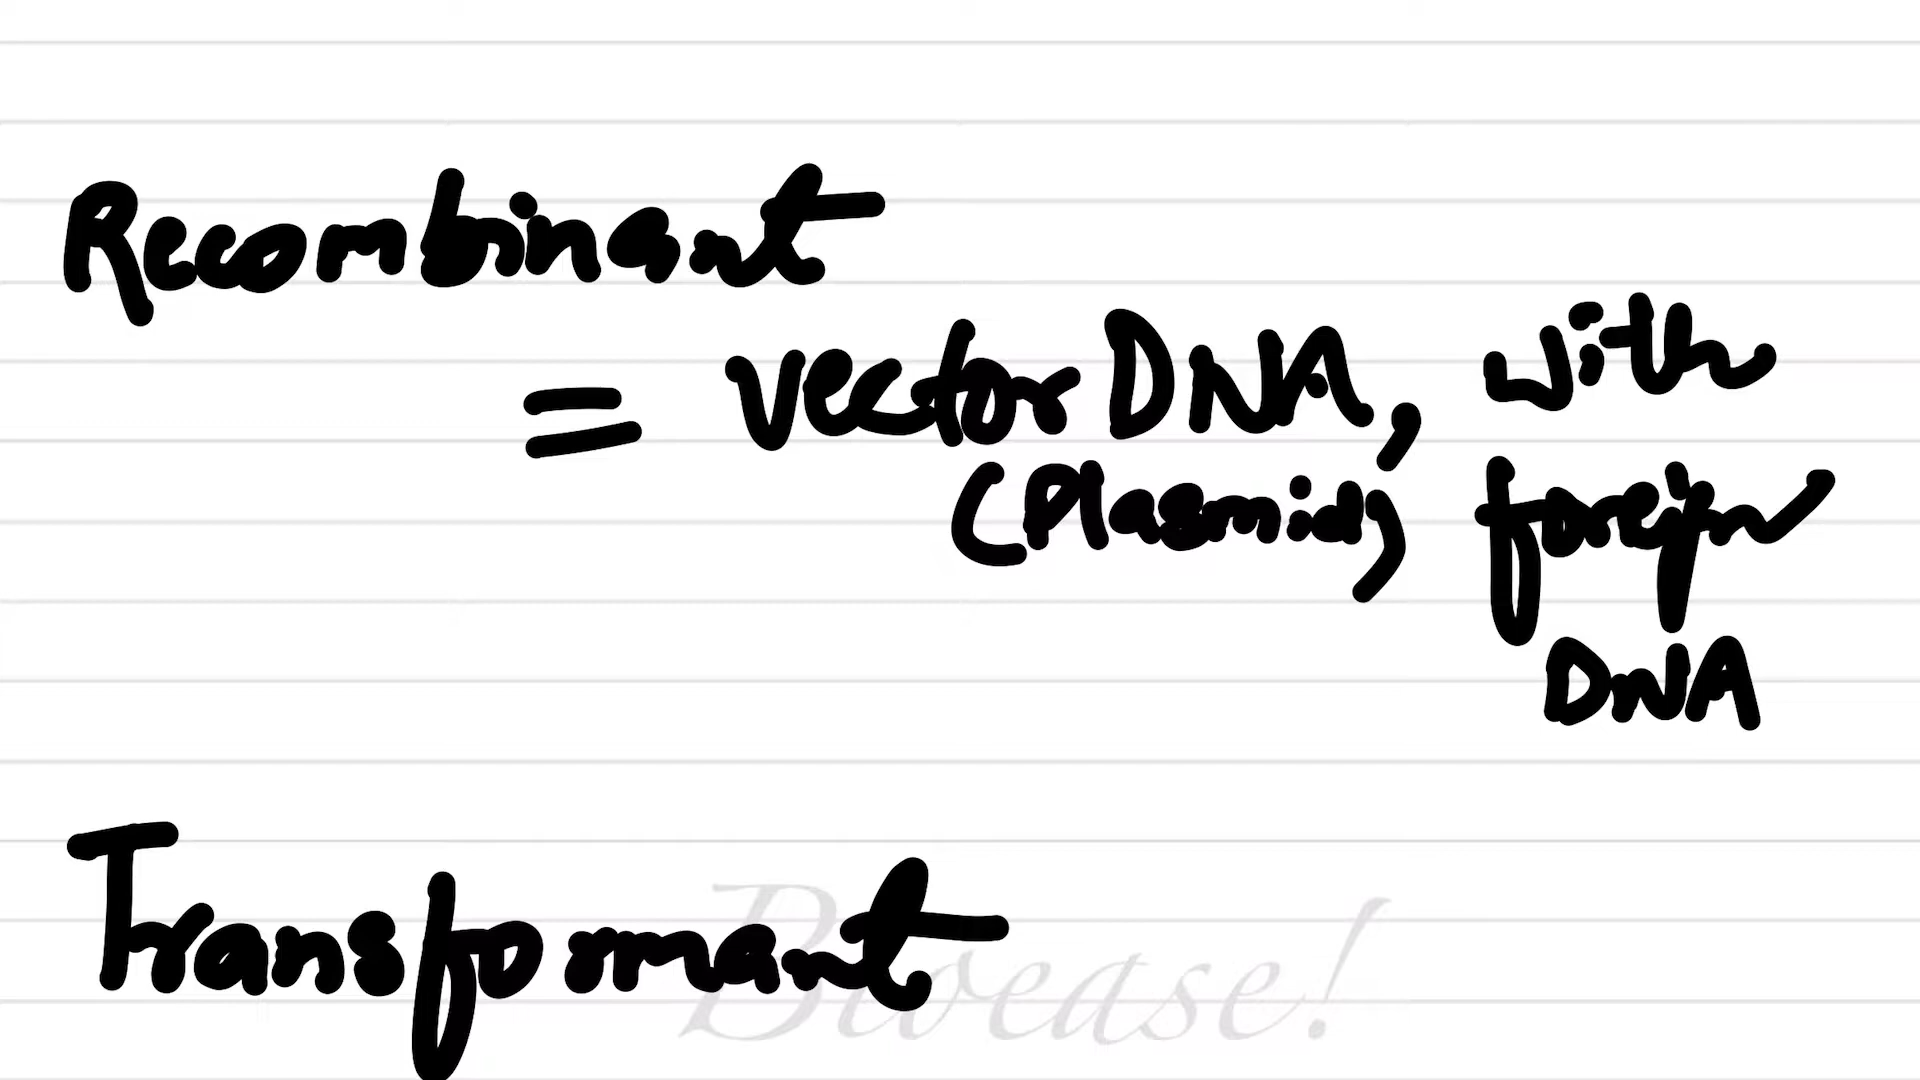 Recombinant
= vector DNA, with
(Plasmid) foreign
DNA
Transformant
Bioease!